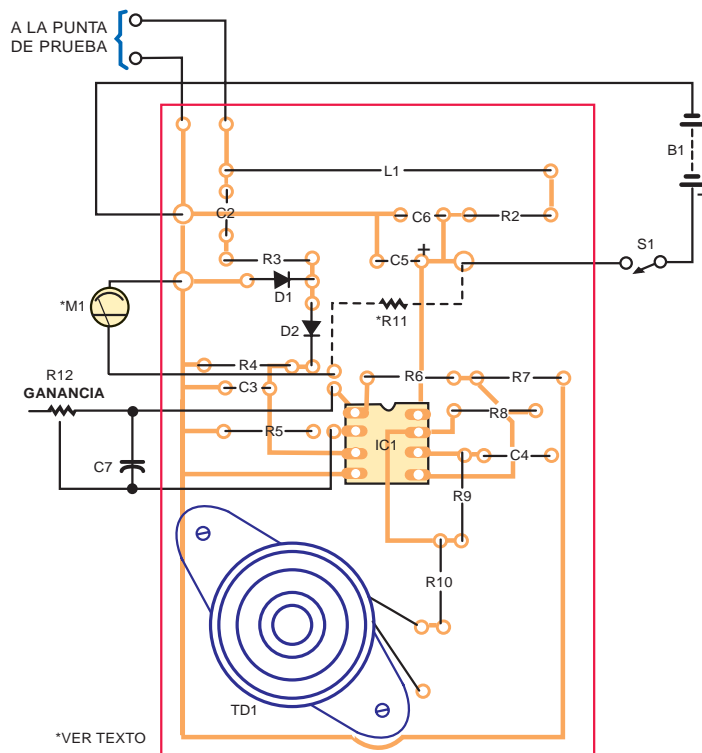 A LA PUNTA
DE PRUEBA
L1
B1
-
C2
C6
R2
S1
+
R3
C5
D1
*R11
*M1
D2
R4
R6
R7
R12
GANANCIA
C3
R8
IC1
R5
C7
C4
R9
R10
TD1
*VER TEXTO